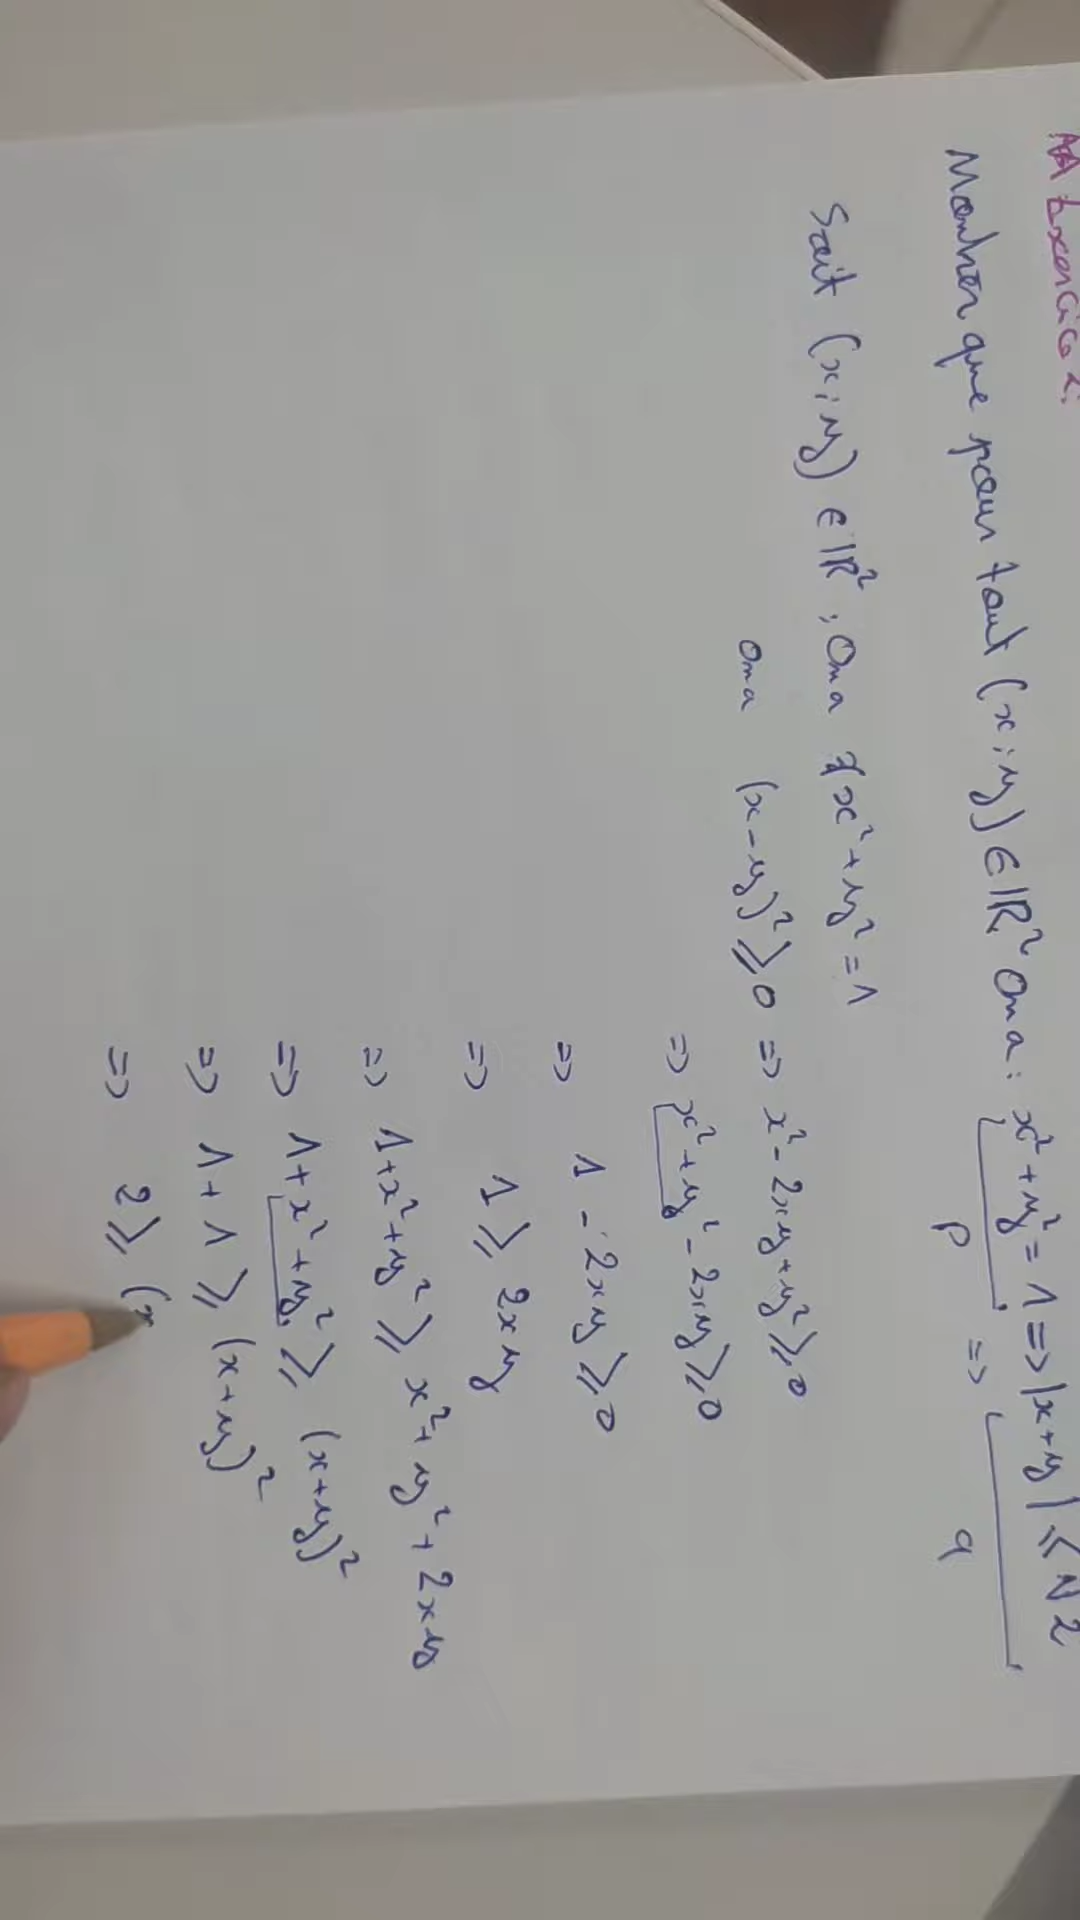 Exercice 2:
Montrer que pour tout (x; y) ∈ ℝ² On a : x² + y² = 1 => |x + y| ≤ √2
P => q
Soit (x; y) ∈ ℝ² ; On a x² + y² = 1
On a (x - y)² ≥ 0 => x² - 2xy + y² ≥ 0
=> x² + y² - 2xy ≥ 0
=> 1 - 2xy ≥ 0
=> 1 ≥ 2xy
=> 1 + x² + y² ≥ x² + y² + 2xy
=> 1 + x² + y² ≥ (x + y)²
=> 1 + 1 ≥ (x + y)²
=> 2 ≥ (x